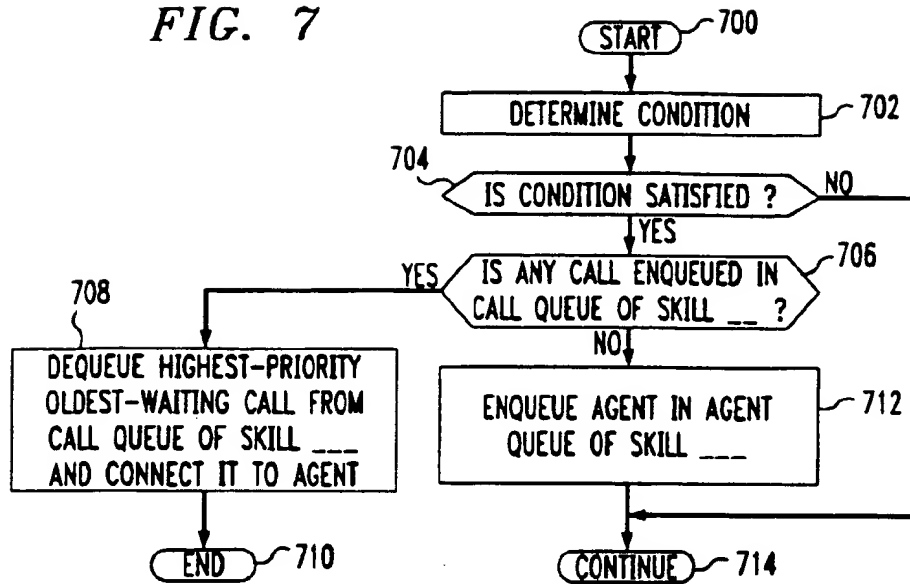 FIG. 7
START
700
DETERMINE CONDITION
702
704
IS CONDITION SATISFIED ?
NO
YES
706
IS ANY CALL ENQUEUED IN
CALL QUEUE OF SKILL __ ?
YES
NO
708
DEQUEUE HIGHEST-PRIORITY
OLDEST-WAITING CALL FROM
CALL QUEUE OF SKILL ___
AND CONNECT IT TO AGENT
ENQUEUE AGENT IN AGENT
QUEUE OF SKILL ___
712
END
710
CONTINUE
714